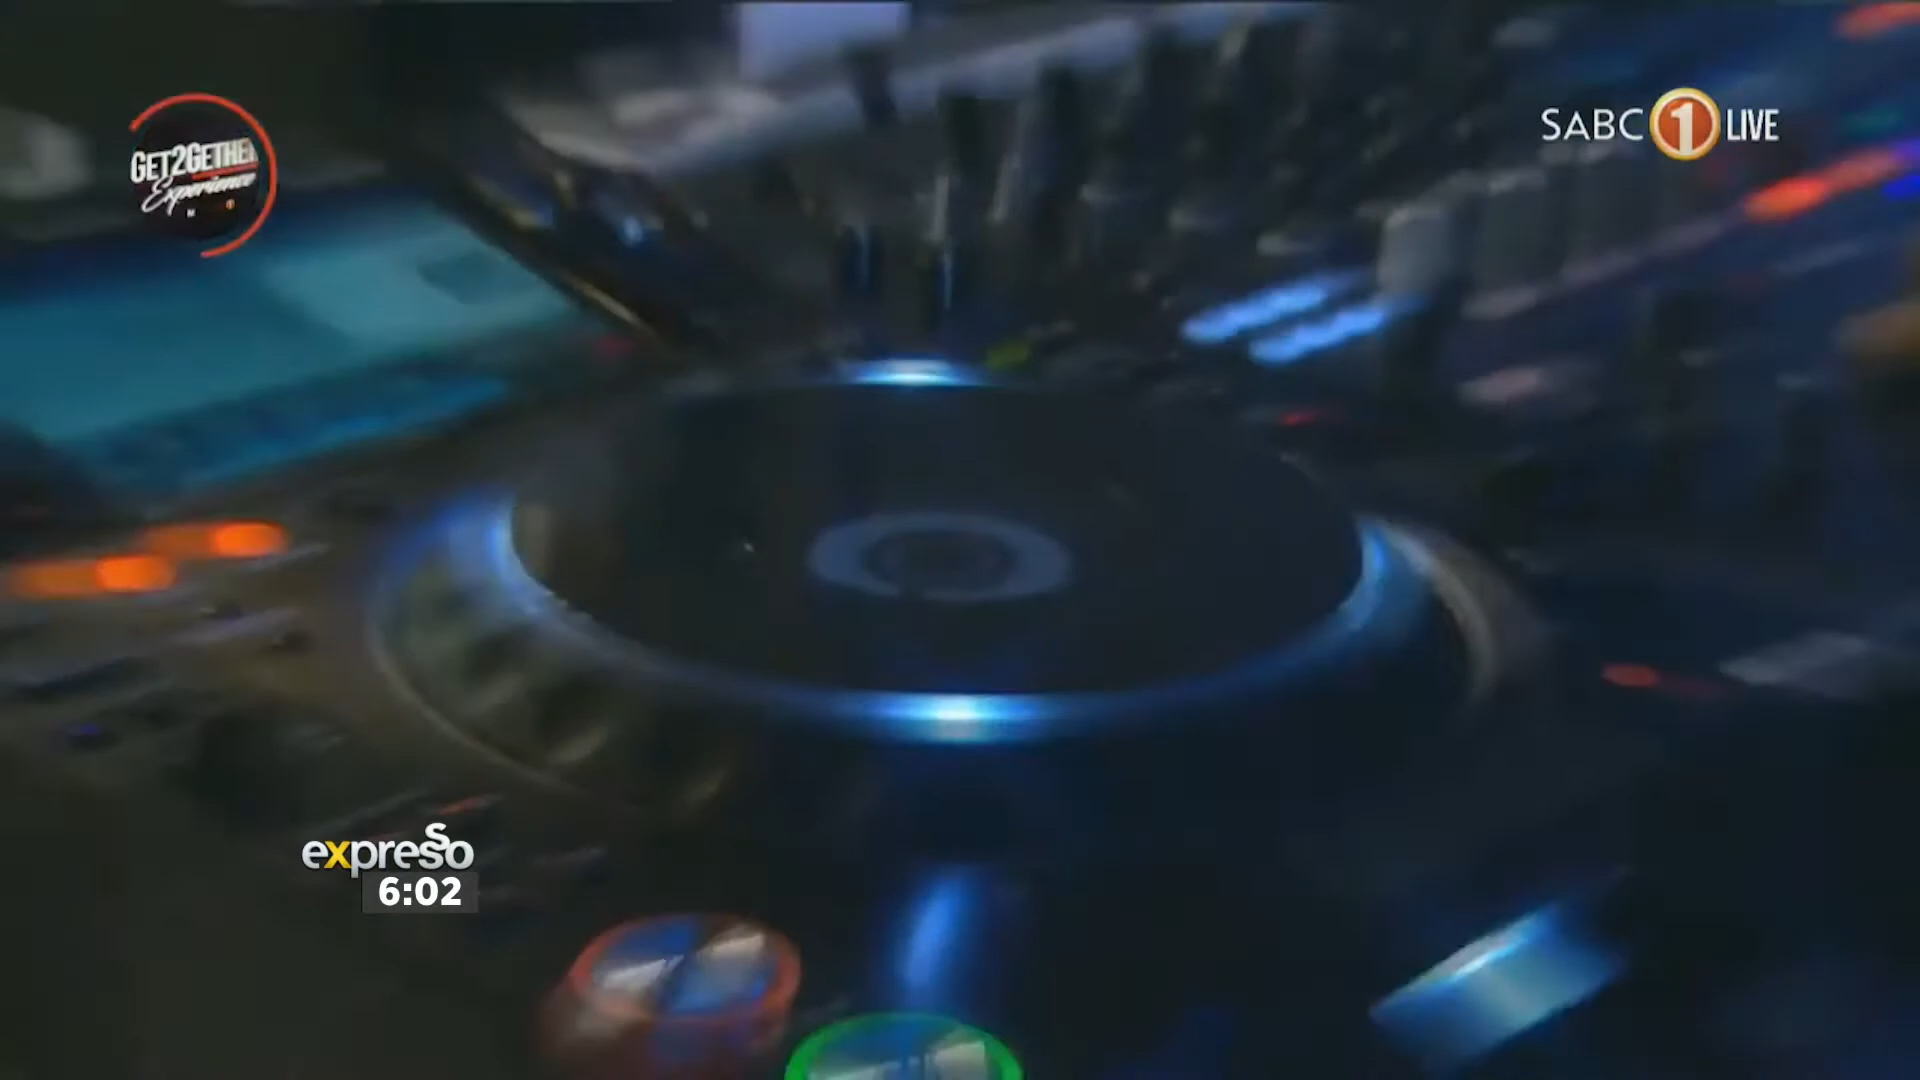 GET2GETHER
Experience
SABC 1 LIVE
expresso
6:02